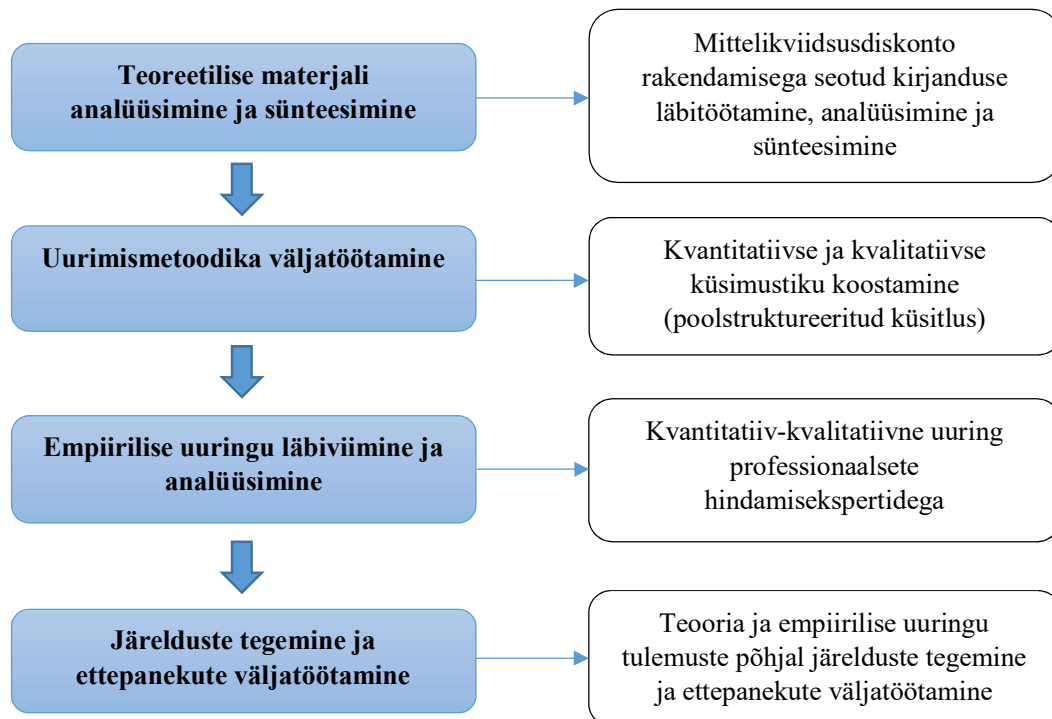 Teoreetilise materjali
analüüsimine ja sünteesimine
Mittelikviidsusdiskonto
rakendamisega seotud kirjanduse
läbitöötamine, analüüsimine ja
sünteesimine
Uurimismetoodika väljatöötamine
Kvantitatiivse ja kvalitatiivse
küsimustiku koostamine
(poolstruktureeritud küsitlus)
Empiirilise uuringu läbiviimine ja
analüüsimine
Kvantitatiiv-kvalitatiivne uuring
professionaalsete
hindamisekspertidega
Järelduste tegemine ja
ettepanekute väljatöötamine
Teooria ja empiirilise uuringu
tulemuste põhjal järelduste tegemine
ja ettepanekute väljatöötamine